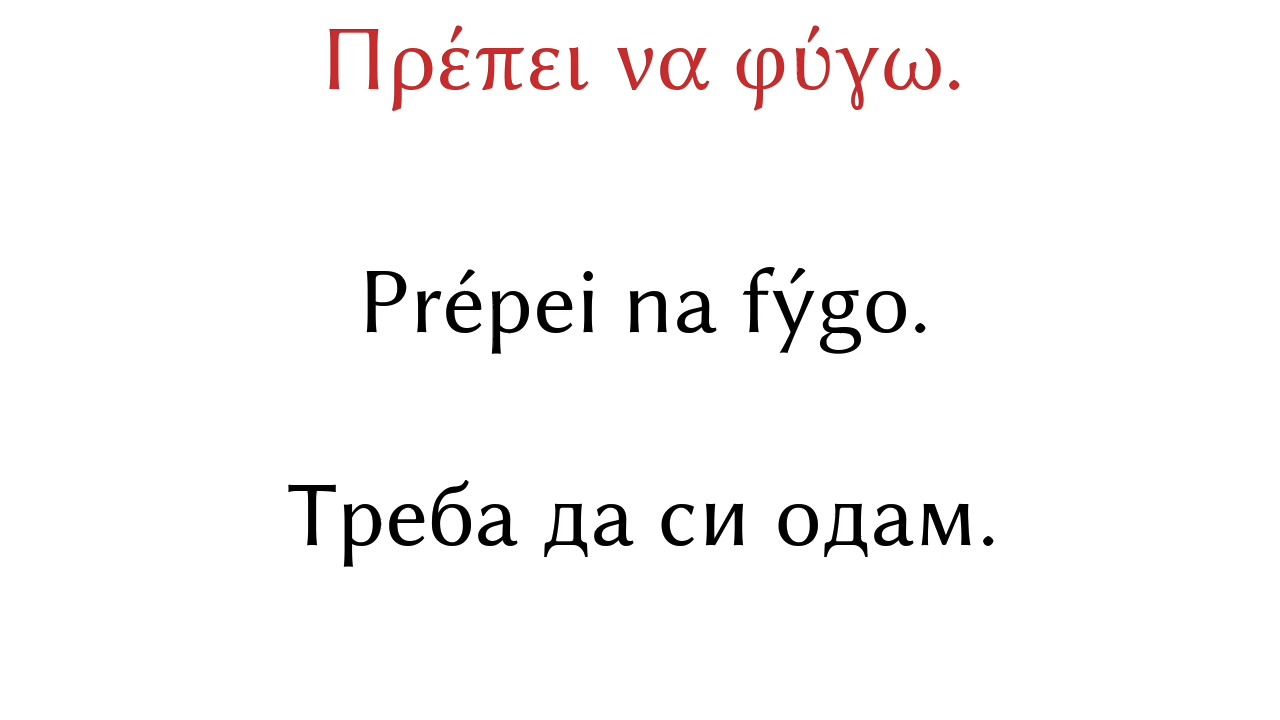 Πρέπει να φύγω.
Prépei na fýgo.
Треба да си одам.